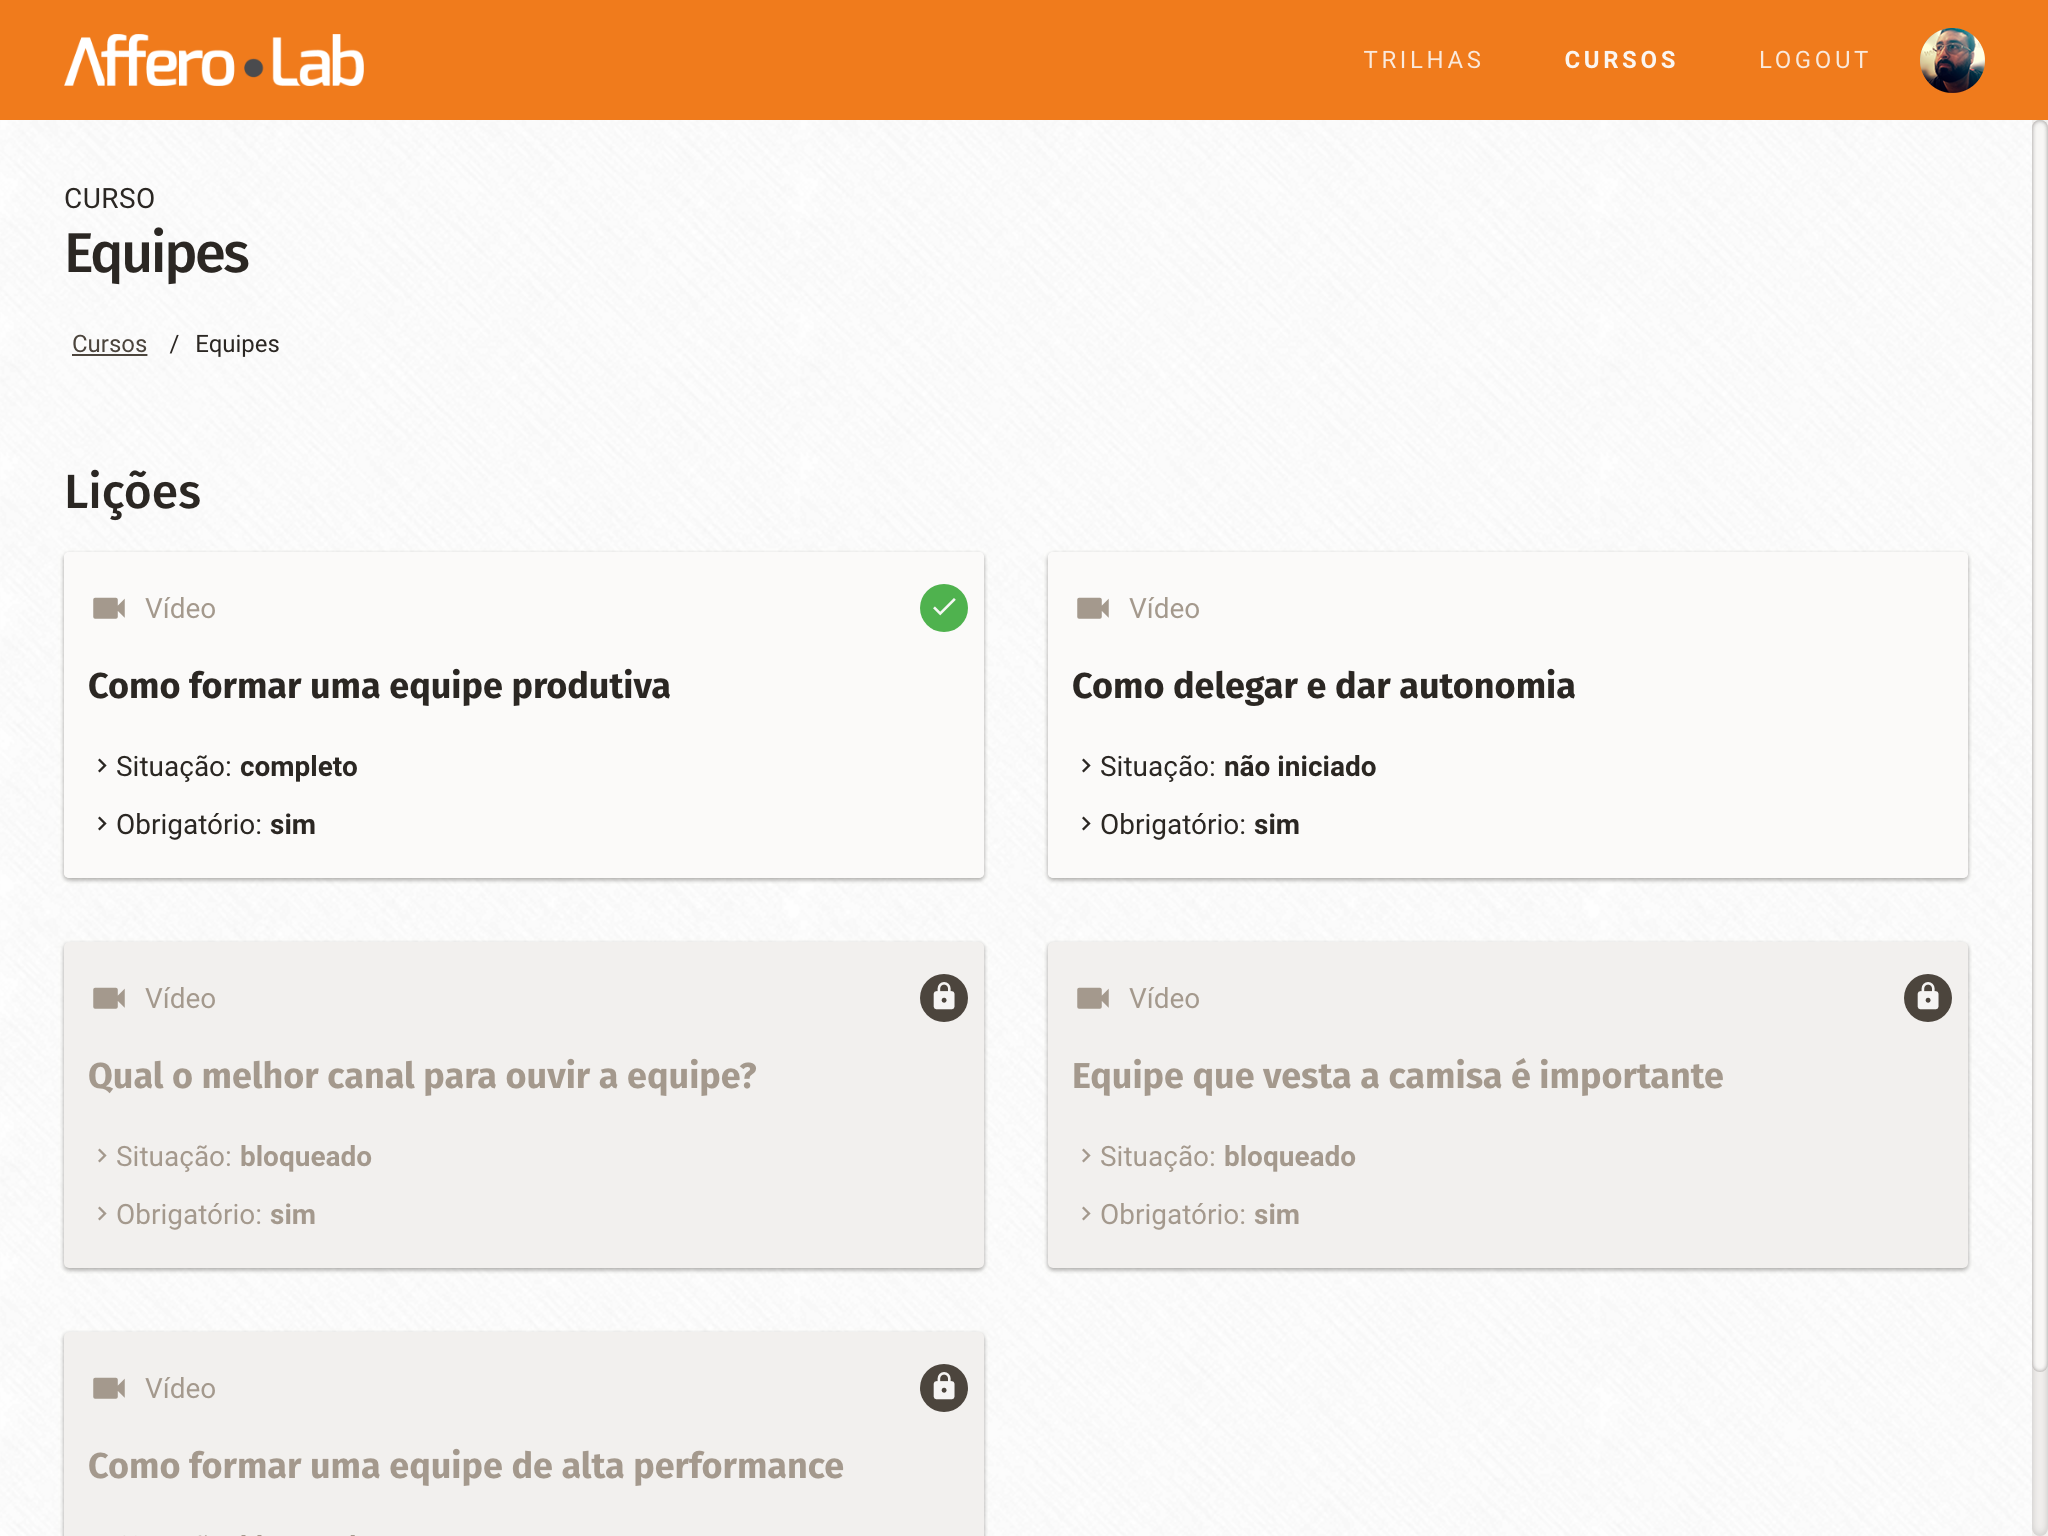 Affero Lab
TRILHAS
CURSOS
LOGOUT
CURSO
Equipes
Cursos / Equipes
Lições
Vídeo
Como formar uma equipe produtiva
Situação: completo
Obrigatório: sim
Vídeo
Como delegar e dar autonomia
Situação: não iniciado
Obrigatório: sim
Vídeo
Qual o melhor canal para ouvir a equipe?
Situação: bloqueado
Obrigatório: sim
Vídeo
Equipe que vesta a camisa é importante
Situação: bloqueado
Obrigatório: sim
Vídeo
Como formar uma equipe de alta performance